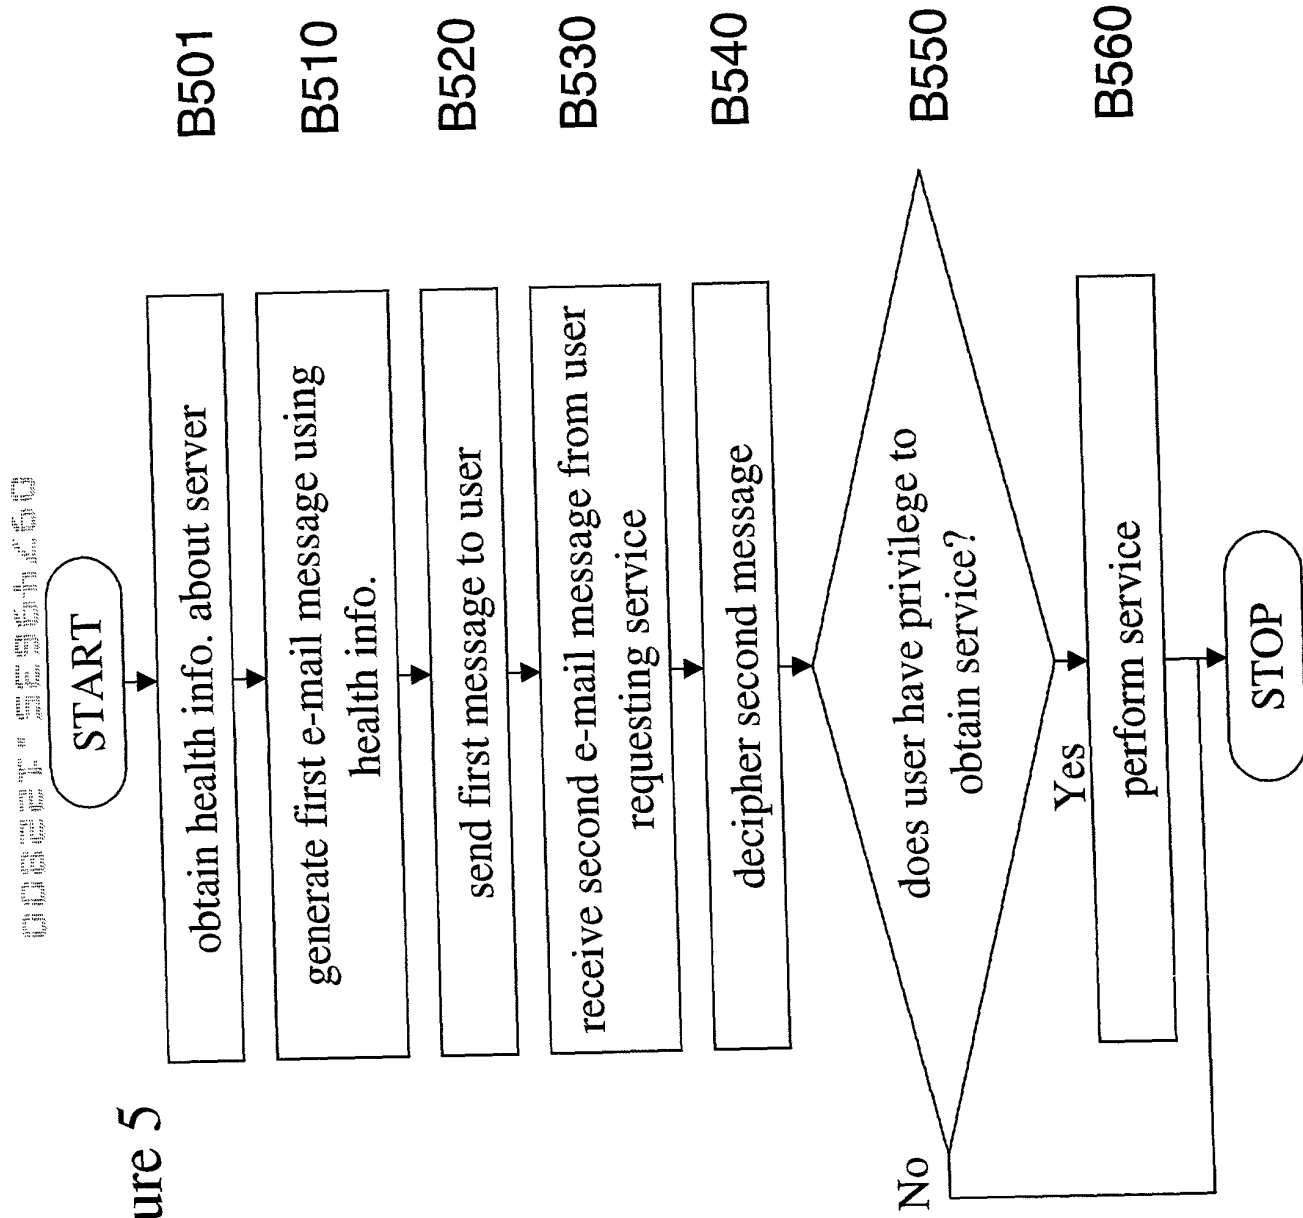 ure 5
START
obtain health info. about server
B501
generate first e-mail message using
health info.
B510
send first message to user
B520
receive second e-mail message from user
requesting service
B530
decipher second message
B540
does user have privilege to
obtain service?
B550
No
Yes
perform service
B560
STOP